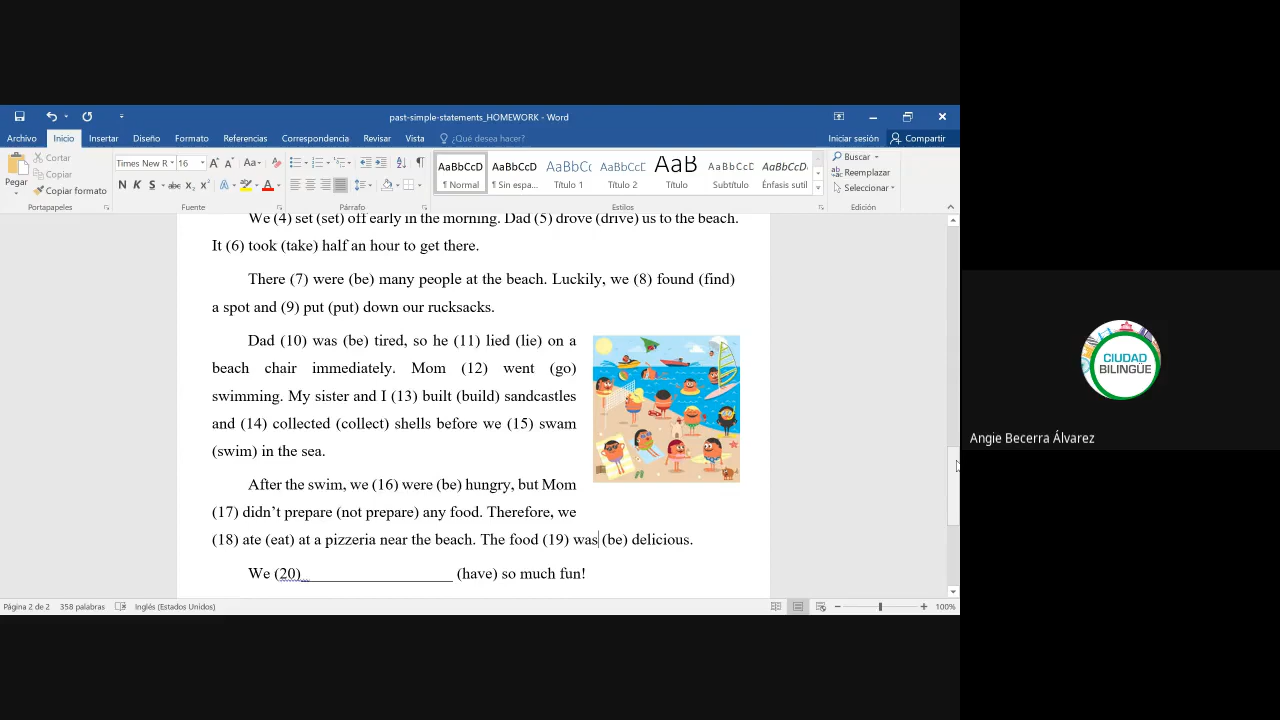 past-simple-statements_HOMEWORK - Word
Archivo Inicio Insertar Diseño Formato Referencias Correspondencia Revisar Vista ¿Qué desea hacer? Iniciar sesión Compartir
Pegar
Cortar
Copiar
Copiar formato
Portapapeles
Times New R 16
Aa
N K S abc x₂ x²
A A
Fuente
Párrafo
AaBbCcD AaBbCcD AaBbC( AaBbCcE AaB AaBbCcD AaBbCcD
¶ Normal ¶ Sin espa... Título 1 Título 2 Título Subtítulo Énfasis sutil
Estilos
Buscar
Reemplazar
Seleccionar
Edición
We (4) set (set) off early in the morning. Dad (5) drove (drive) us to the beach.
It (6) took (take) half an hour to get there.
There (7) were (be) many people at the beach. Luckily, we (8) found (find)
a spot and (9) put (put) down our rucksacks.
Dad (10) was (be) tired, so he (11) lied (lie) on a
beach chair immediately. Mom (12) went (go)
swimming. My sister and I (13) built (build) sandcastles
and (14) collected (collect) shells before we (15) swam
(swim) in the sea.
After the swim, we (16) were (be) hungry, but Mom
(17) didn’t prepare (not prepare) any food. Therefore, we
(18) ate (eat) at a pizzeria near the beach. The food (19) was (be) delicious.
We (20)____________________ (have) so much fun!
Página 2 de 2 358 palabras Inglés (Estados Unidos) 100%
CIUDAD
BILINGÜE
Angie Becerra Álvarez